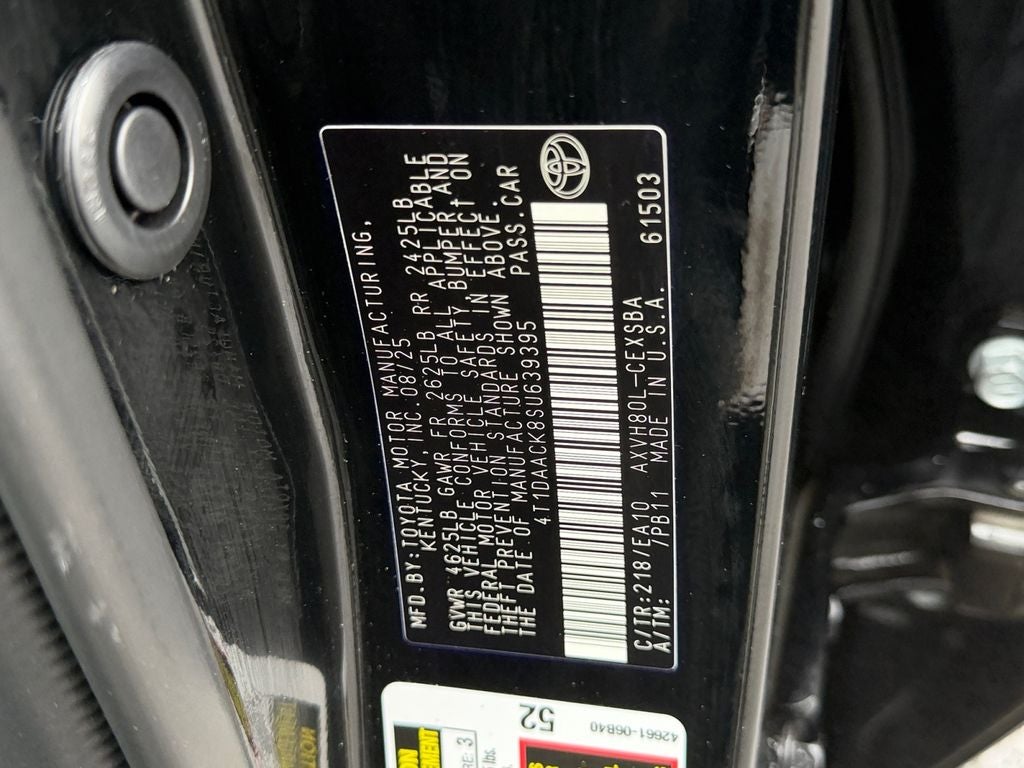 MFD.BY:TOYOTA MOTOR MANUFACTURING,
KENTUCKY, INC. 08/25
GVWR 4625LB GAWR FR 2625LB RR 2425LB
THIS VEHICLE CONFORMS TO ALL APPLICABLE
FEDERAL MOTOR VEHICLE SAFETY, BUMPER, AND
THEFT PREVENTION STANDARDS IN EFFECT ON
THE DATE OF MANUFACTURE SHOWN ABOVE.
4T1DAACK8SU639395 PASS.CAR
C/TR:218/EA10 AXVH80L-CEXSBA 61503
A/TM: /PB11 MADE IN U.S.A.
52
42661-06B40